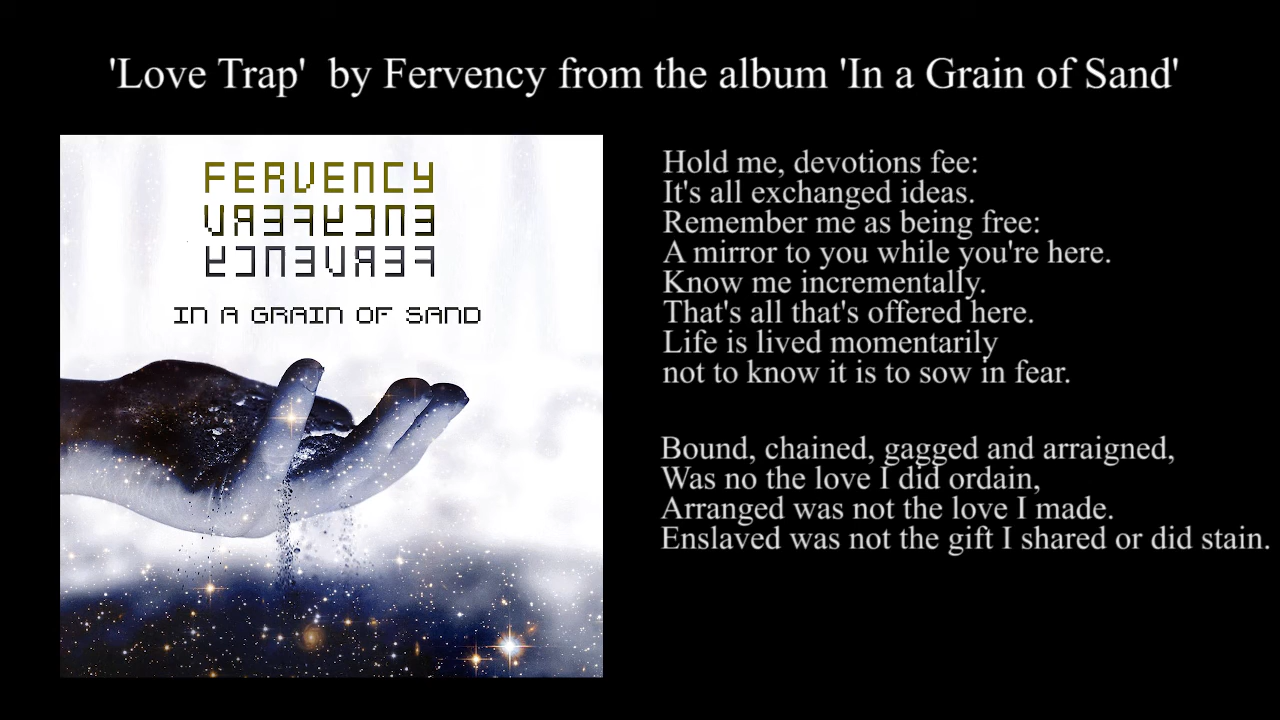 'Love Trap'  by Fervency from the album 'In a Grain of Sand'
FERVENCY
FERVENCY
FERVENCY
IN A GRAIN OF SAND
Hold me, devotions fee:
It's all exchanged ideas.
Remember me as being free:
A mirror to you while you're here.
Know me incrementally.
That's all that's offered here.
Life is lived momentarily
not to know it is to sow in fear.
Bound, chained, gagged and arraigned,
Was no the love I did ordain,
Arranged was not the love I made.
Enslaved was not the gift I shared or did stain.